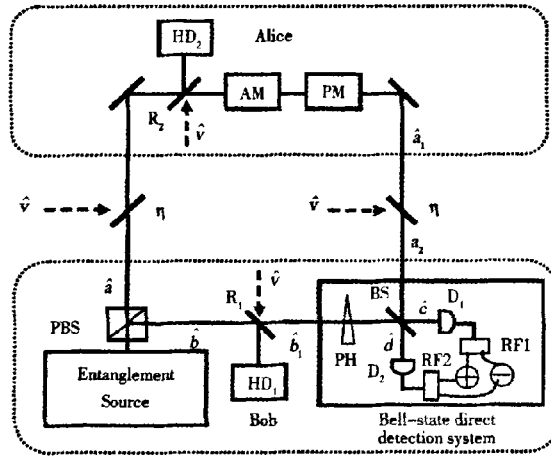 HD₂
Alice
AM
PM
R₂
v̂
â₁
v̂
η
v̂
η
a₂
â
v̂
R₁
BS
ĉ
D₁
PBS
b̂
b̂₁
PH
d̂
RF1
D₂
RF2
Entanglement
Source
HD₁
Bob
Bell-state direct
detection system